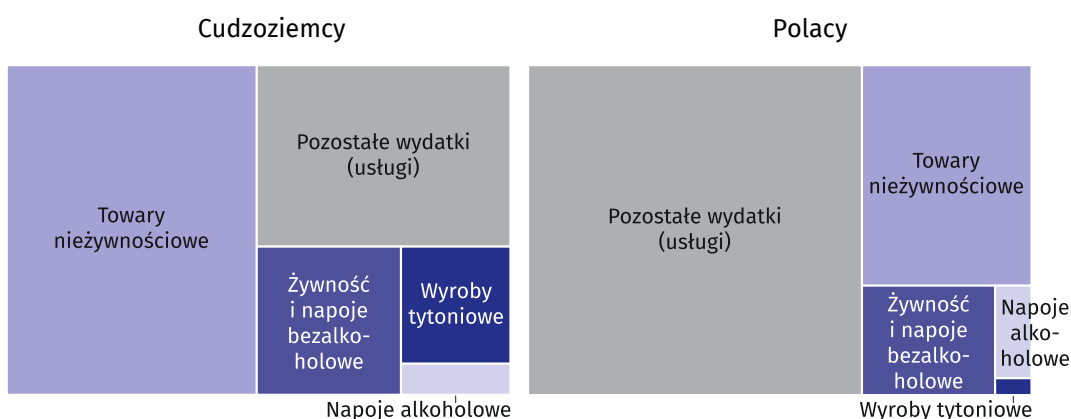 Cudzoziemcy
Towary
nieżywnościowe
Pozostałe wydatki
(usługi)
Żywność
i napoje
bezalko-
holowe
Wyroby
tytoniowe
Napoje alkoholowe
Polacy
Pozostałe wydatki
(usługi)
Towary
nieżywnościowe
Żywność
i napoje
bezalko-
holowe
Napoje
alko-
holowe
Wyroby tytoniowe